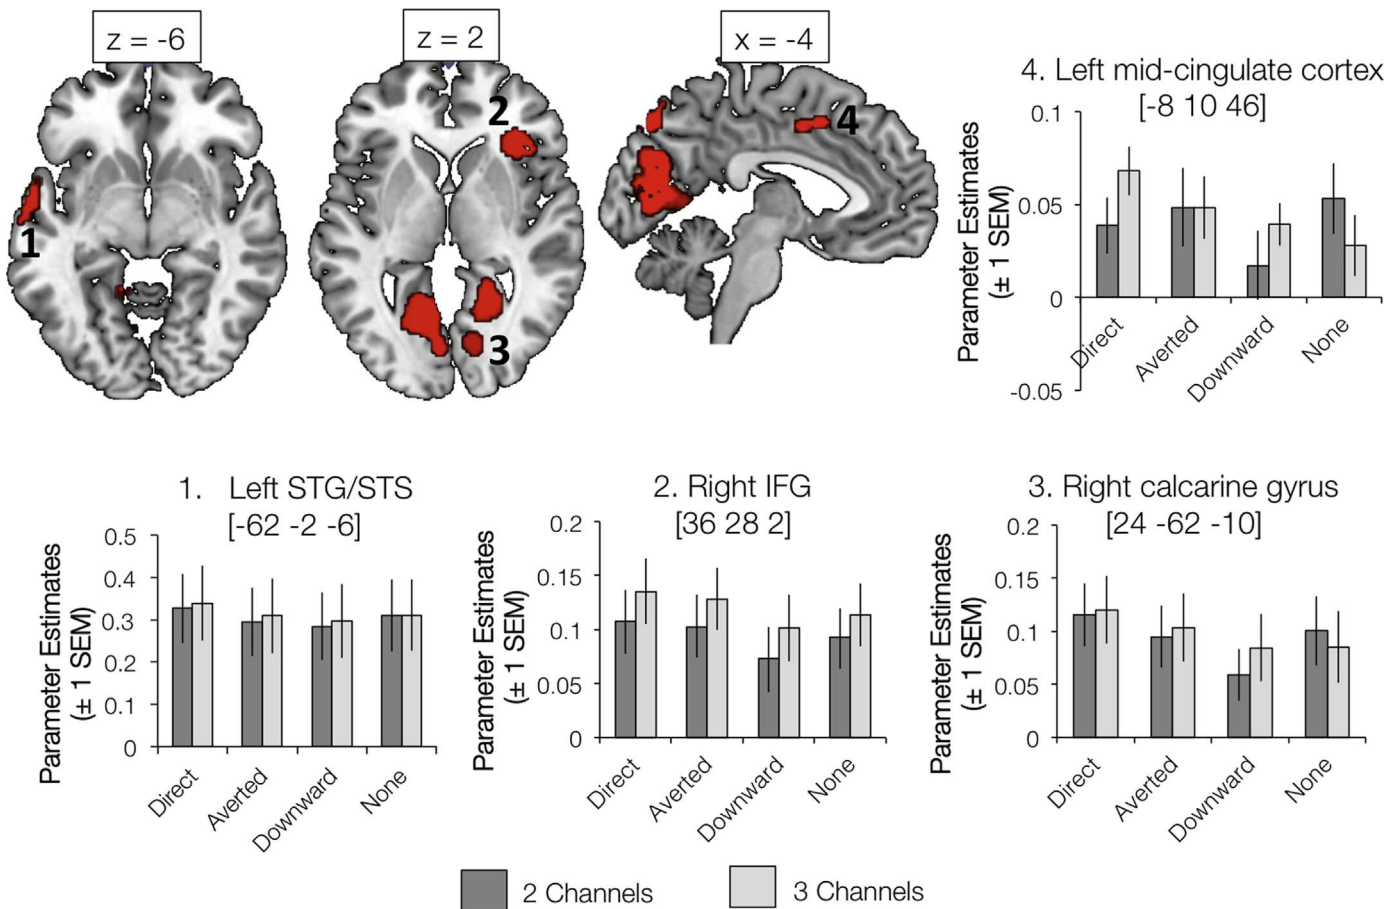 z = -6
z = 2
x = -4
1
2
3
4
4. Left mid-cingulate cortex
[-8 10 46]
Parameter Estimates
(± 1 SEM)
0.1
0.05
0
-0.05
Direct
Averted
Downward
None
1. Left STG/STS
[-62 -2 -6]
Parameter Estimates
(± 1 SEM)
0.5
0.4
0.3
0.2
0.1
0
Direct
Averted
Downward
None
2. Right IFG
[36 28 2]
Parameter Estimates
(± 1 SEM)
0.2
0.15
0.1
0.05
0
Direct
Averted
Downward
None
3. Right calcarine gyrus
[24 -62 -10]
Parameter Estimates
(± 1 SEM)
0.2
0.15
0.1
0.05
0
Direct
Averted
Downward
None
2 Channels
3 Channels